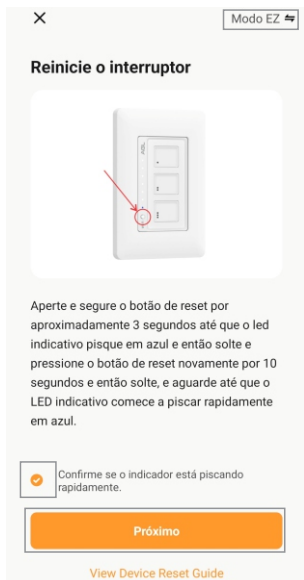 Modo EZ
Reinicie o interruptor
AGL
Aperte e segure o botão de reset por
aproximadamente 3 segundos até que o led
indicativo pisque em azul e então solte e
pressione o botão de reset novamente por 10
segundos e então solte, e aguarde até que o
LED indicativo comece a piscar rapidamente
em azul.
Confirme se o indicador está piscando
rapidamente.
Próximo
View Device Reset Guide